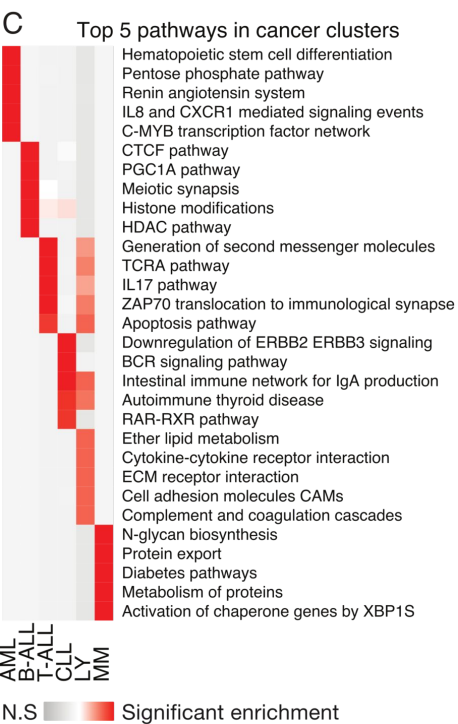 C
Top 5 pathways in cancer clusters
Hematopoietic stem cell differentiation
Pentose phosphate pathway
Renin angiotensin system
IL8 and CXCR1 mediated signaling events
C-MYB transcription factor network
CTCF pathway
PGC1A pathway
Meiotic synapsis
Histone modifications
HDAC pathway
Generation of second messenger molecules
TCRA pathway
IL17 pathway
ZAP70 translocation to immunological synapse
Apoptosis pathway
Downregulation of ERBB2 ERBB3 signaling
BCR signaling pathway
Intestinal immune network for IgA production
Autoimmune thyroid disease
RAR-RXR pathway
Ether lipid metabolism
Cytokine-cytokine receptor interaction
ECM receptor interaction
Cell adhesion molecules CAMs
Complement and coagulation cascades
N-glycan biosynthesis
Protein export
Diabetes pathways
Metabolism of proteins
Activation of chaperone genes by XBP1S
AML
B-ALL
T-ALL
CLL
LY
MM
N.S
Significant enrichment